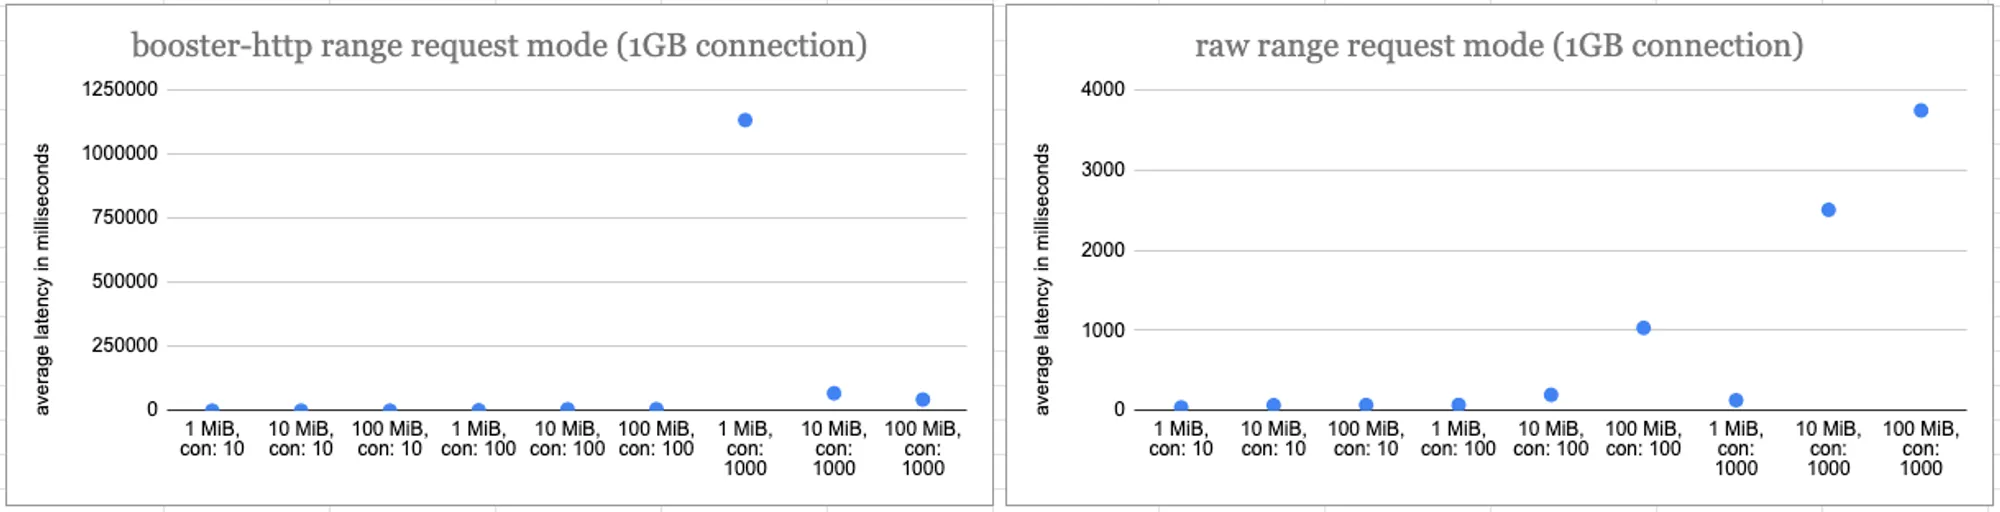 booster-http range request mode (1GB connection)
average latency in milliseconds
1250000
1000000
750000
500000
250000
0
1 MiB, 10 MiB, 100 MiB, 1 MiB, 10 MiB, 100 MiB, 1 MiB, 10 MiB, 100 MiB,
con: 10 con: 10 con: 10 con: 100 con: 100 con: 100 con: con: con:
1000 1000 1000
raw range request mode (1GB connection)
average latency in milliseconds
4000
3000
2000
1000
0
1 MiB, 10 MiB, 100 MiB, 1 MiB, 10 MiB, 100 MiB, 1 MiB, 10 MiB, 100 MiB,
con: 10 con: 10 con: 10 con: 100 con: 100 con: 100 con: con: con:
1000 1000 1000